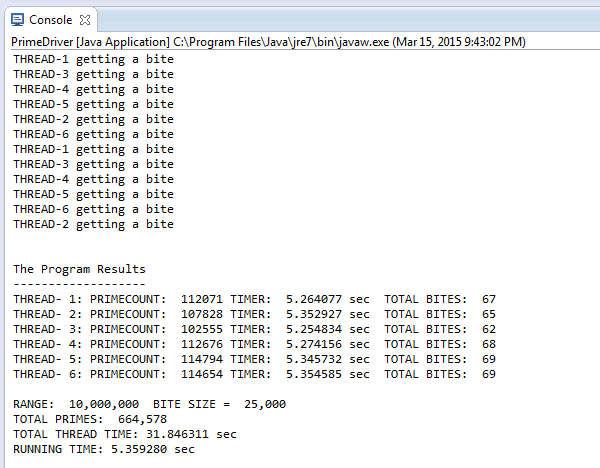 Console
PrimeDriver [Java Application] C:\Program Files\Java\jre7\bin\javaw.exe (Mar 15, 2015 9:43:02 PM)
THREAD-1 getting a bite
THREAD-3 getting a bite
THREAD-4 getting a bite
THREAD-5 getting a bite
THREAD-2 getting a bite
THREAD-6 getting a bite
THREAD-1 getting a bite
THREAD-3 getting a bite
THREAD-4 getting a bite
THREAD-5 getting a bite
THREAD-6 getting a bite
THREAD-2 getting a bite
The Program Results
-------------------
THREAD- 1: PRIMECOUNT:  112071 TIMER:  5.264077 sec  TOTAL BITES:  67
THREAD- 2: PRIMECOUNT:  107828 TIMER:  5.352927 sec  TOTAL BITES:  65
THREAD- 3: PRIMECOUNT:  102555 TIMER:  5.254834 sec  TOTAL BITES:  62
THREAD- 4: PRIMECOUNT:  112676 TIMER:  5.274156 sec  TOTAL BITES:  68
THREAD- 5: PRIMECOUNT:  114794 TIMER:  5.345732 sec  TOTAL BITES:  69
THREAD- 6: PRIMECOUNT:  114654 TIMER:  5.354585 sec  TOTAL BITES:  69
RANGE:  10,000,000  BITE SIZE =  25,000
TOTAL PRIMES:  664,578
TOTAL THREAD TIME: 31.846311 sec
RUNNING TIME: 5.359280 sec